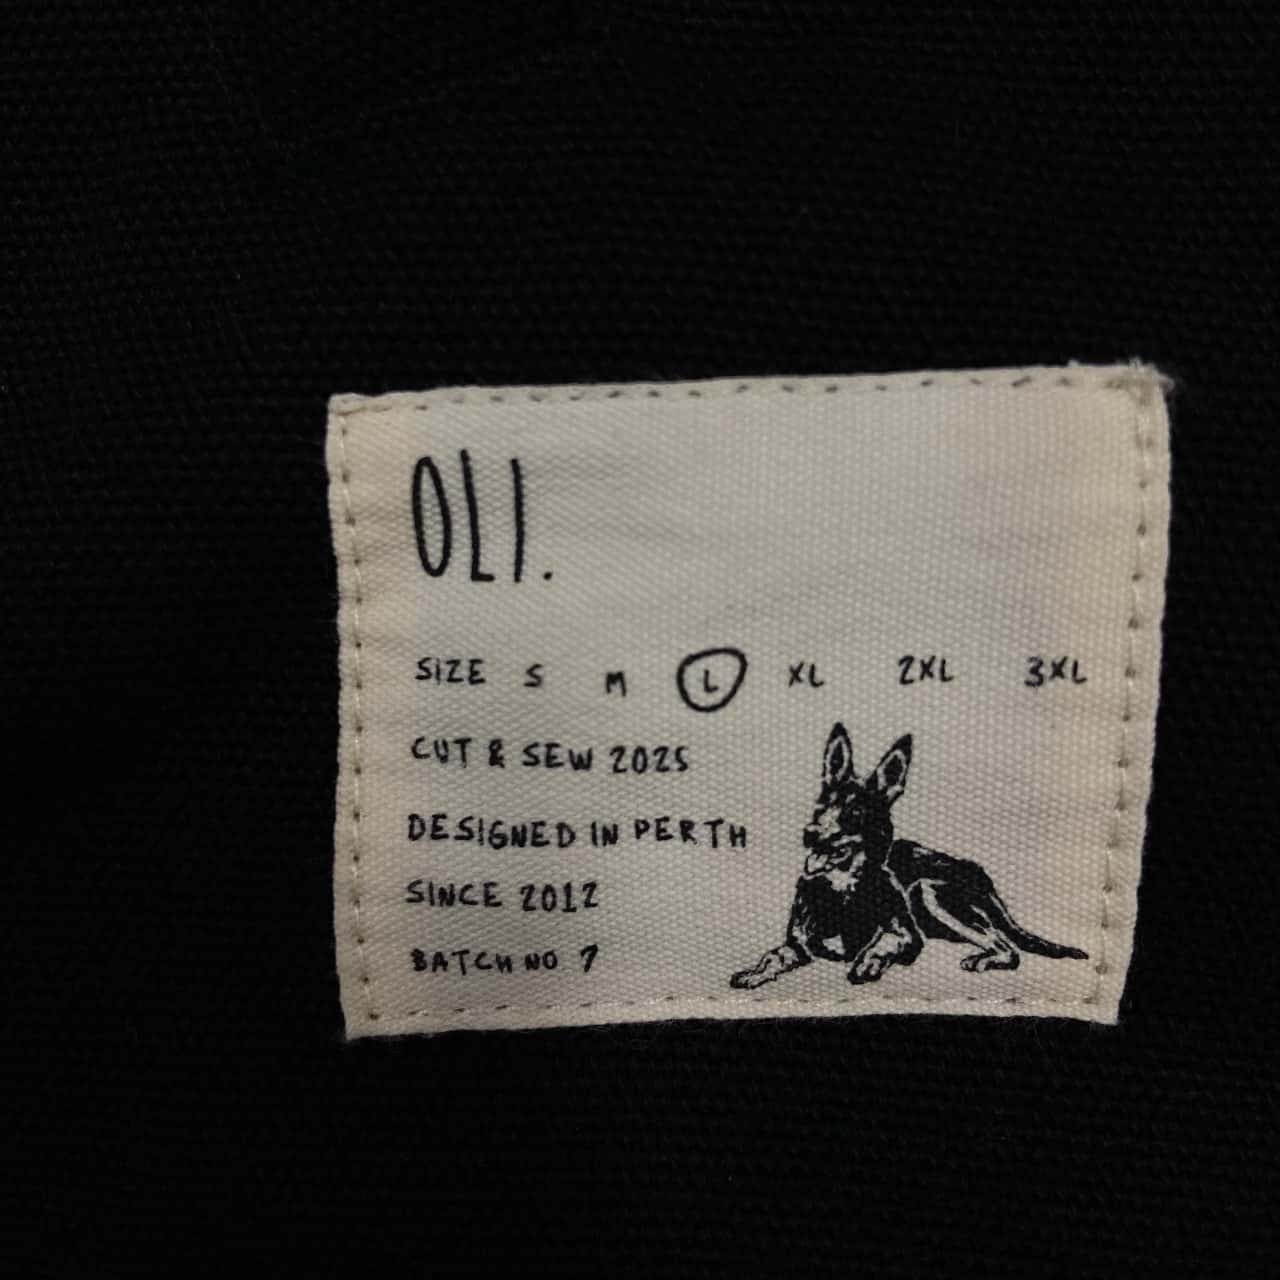 OLI.
SIZE S M L XL 2XL 3XL
CUT & SEW 2025
DESIGNED IN PERTH
SINCE 2012
BATCH NO 7